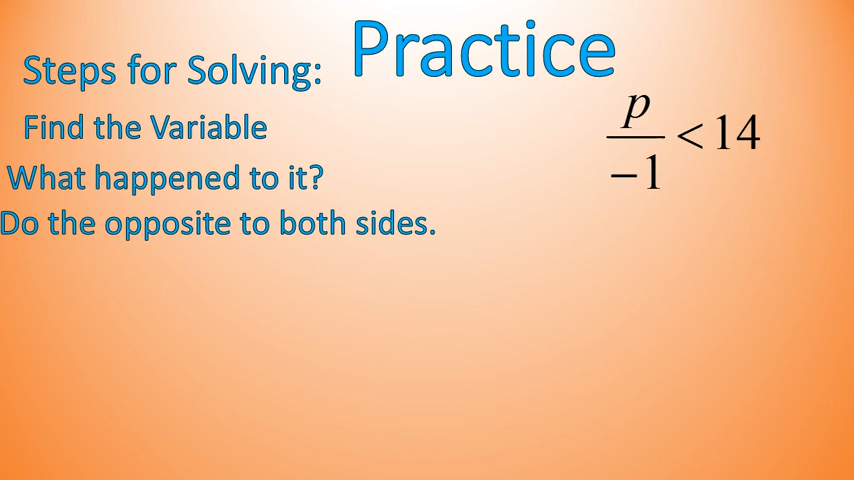 Practice
Steps for Solving:
Find the Variable
What happened to it?
Do the opposite to both sides.
p
−1
< 14